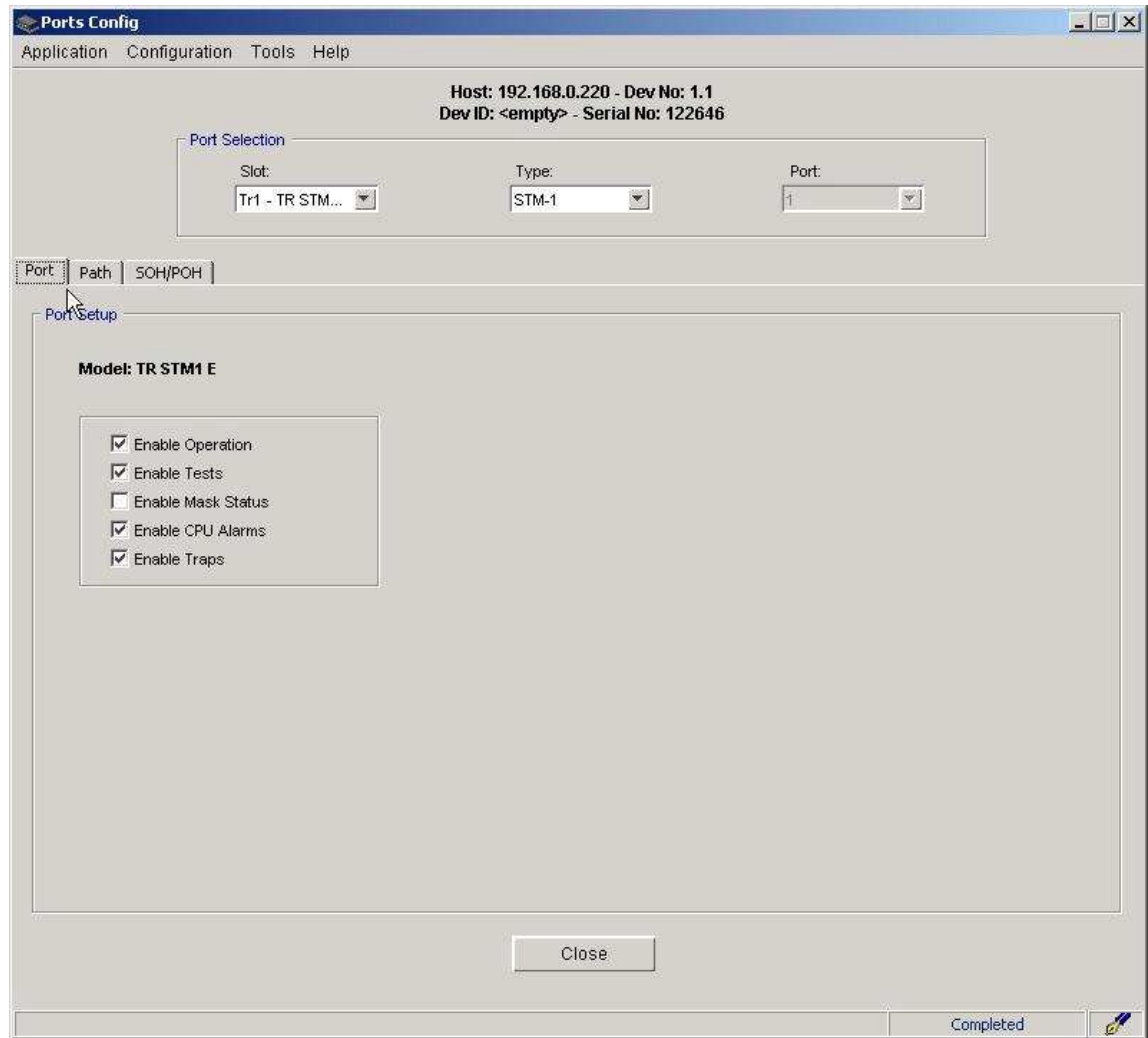 Ports Config
Application Configuration Tools Help
Host: 192.168.0.220 - Dev No: 1.1
Dev ID: <empty> - Serial No: 122646
Port Selection
Slot: Type: Port:
Tr1 - TR STM... STM-1 1
Port Path SOH/POH
Port Setup
Model: TR STM1 E
Enable Operation
Enable Tests
Enable Mask Status
Enable CPU Alarms
Enable Traps
Close
Completed